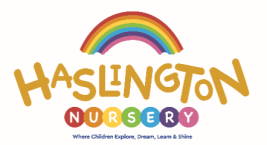 HASLINGTON
NURSERY
Where Children Explore, Dream, Learn & Shine